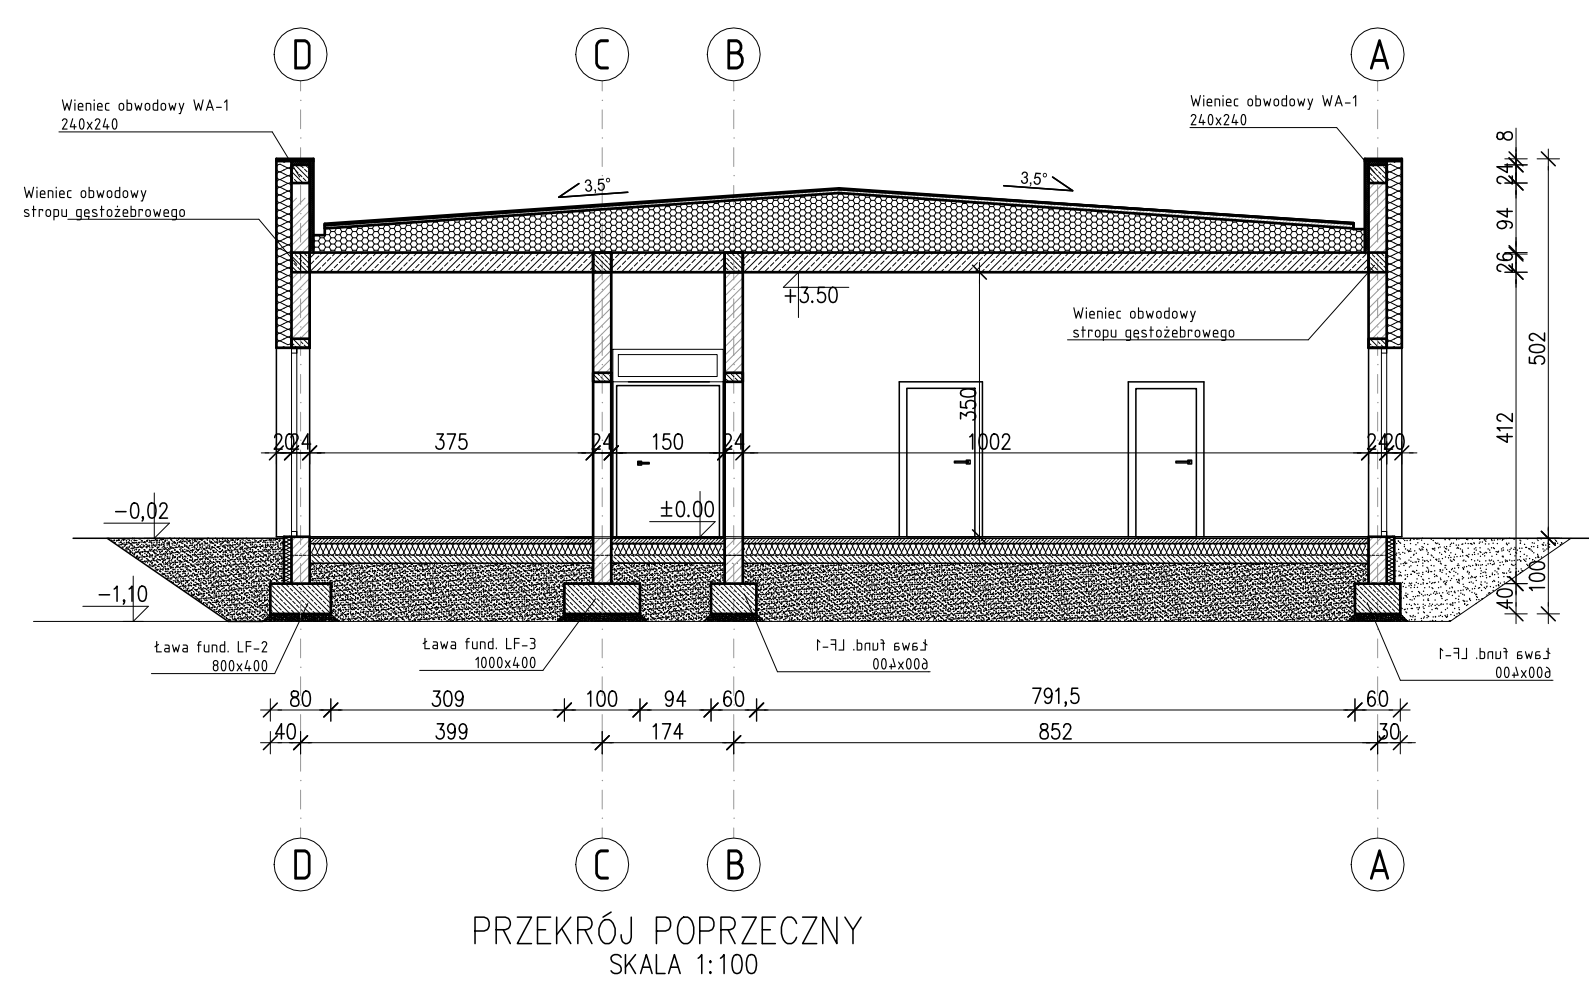 D
C
B
A
Wieniec obwodowy WA-1
240x240
Wieniec obwodowy WA-1
240x240
Wieniec obwodowy
stropu gęstożebrowego
3,5°
3,5°
8
24
94
26
412
40
502
100
+3.50
Wieniec obwodowy
stropu gęstożebrowego
350
20
24
375
24
150
24
1002
24
20
-0,02
±0.00
-1,10
Ława fund. LF-2
800x400
Ława fund. LF-3
1000x400
Ława fund. LF-1
600x400
Ława fund. LF-1
600x400
80
309
100
94
60
791,5
60
40
399
174
852
30
D
C
B
A
PRZEKRÓJ POPRZECZNY
SKALA 1:100